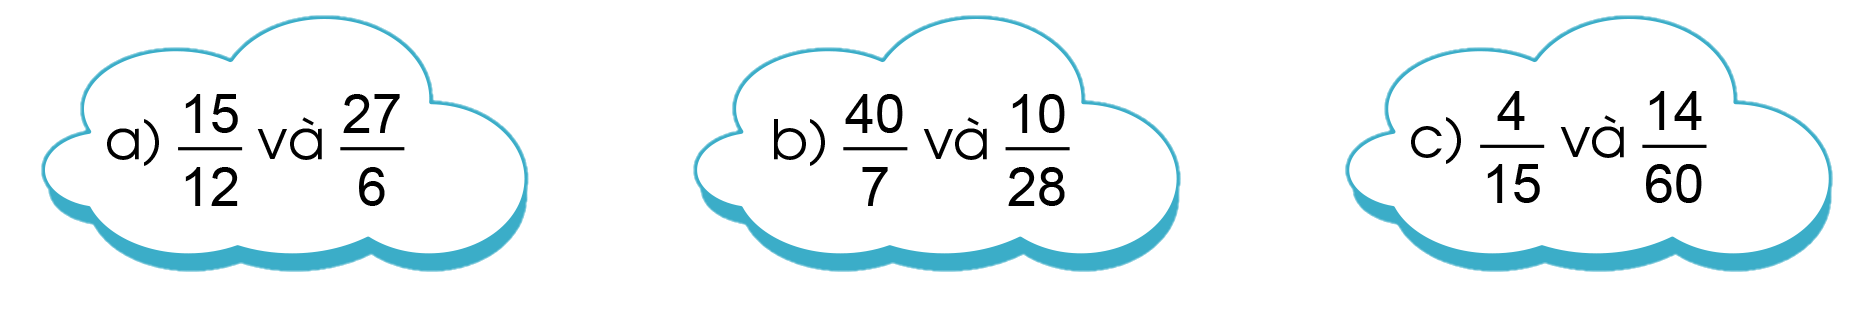 a) 15/12 và 27/6
b) 40/7 và 10/28
c) 4/15 và 14/60